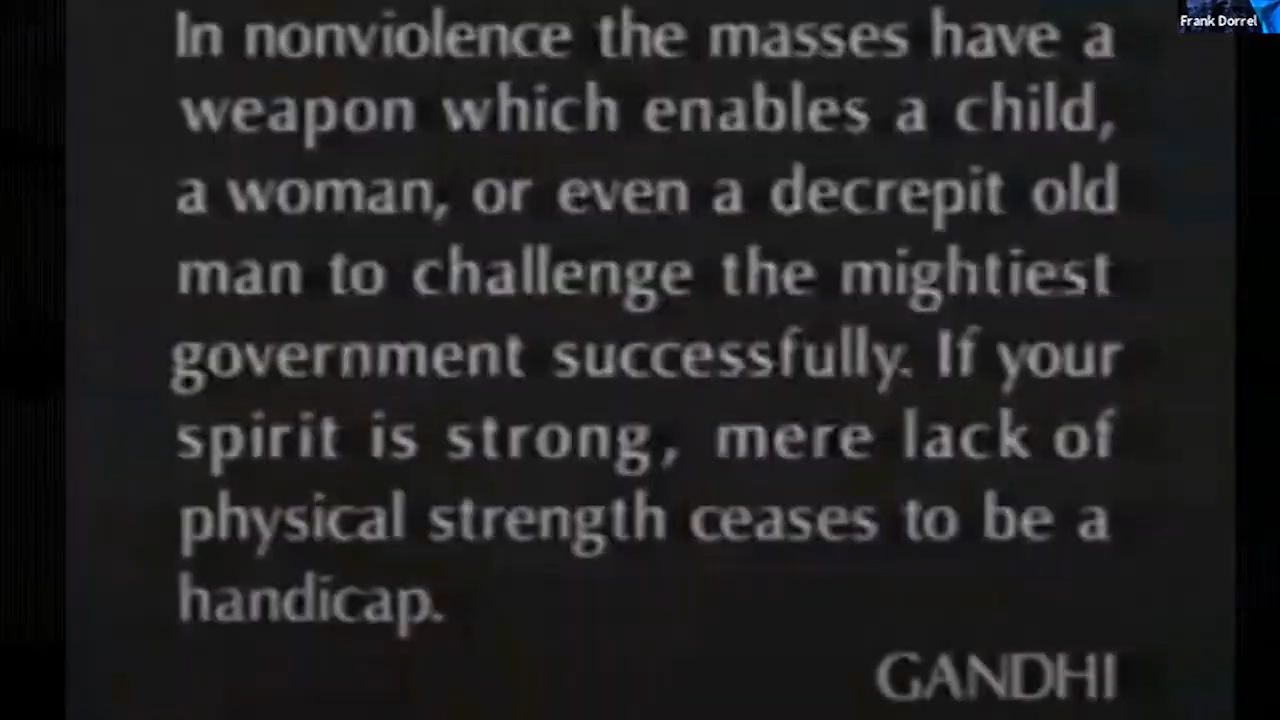 Frank Dorrel
In nonviolence the masses have a
weapon which enables a child,
a woman, or even a decrepit old
man to challenge the mightiest
government successfully. If your
spirit is strong, mere lack of
physical strength ceases to be a
handicap.
GANDHI